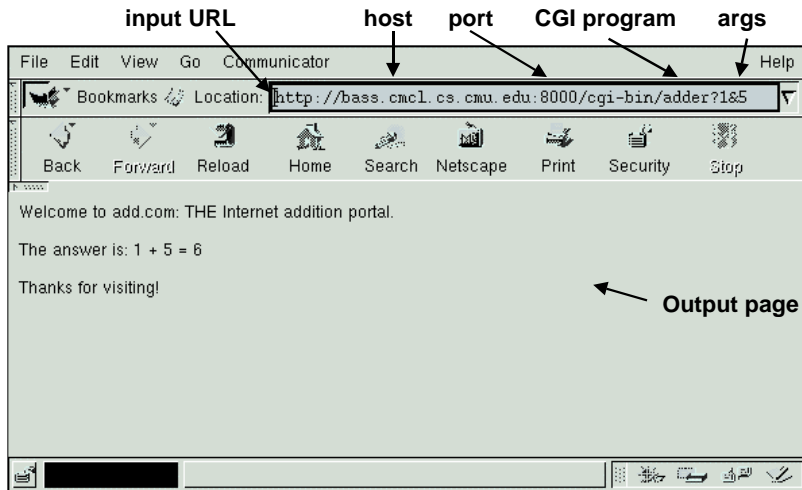 input URL host port CGI program args
File Edit View Go Communicator Help
Bookmarks Location: http://bass.cmcl.cs.cmu.edu:8000/cgi-bin/adder?1&5
Back Forward Reload Home Search Netscape Print Security Stop
Welcome to add.com: THE Internet addition portal.
The answer is: 1 + 5 = 6
Thanks for visiting!
Output page